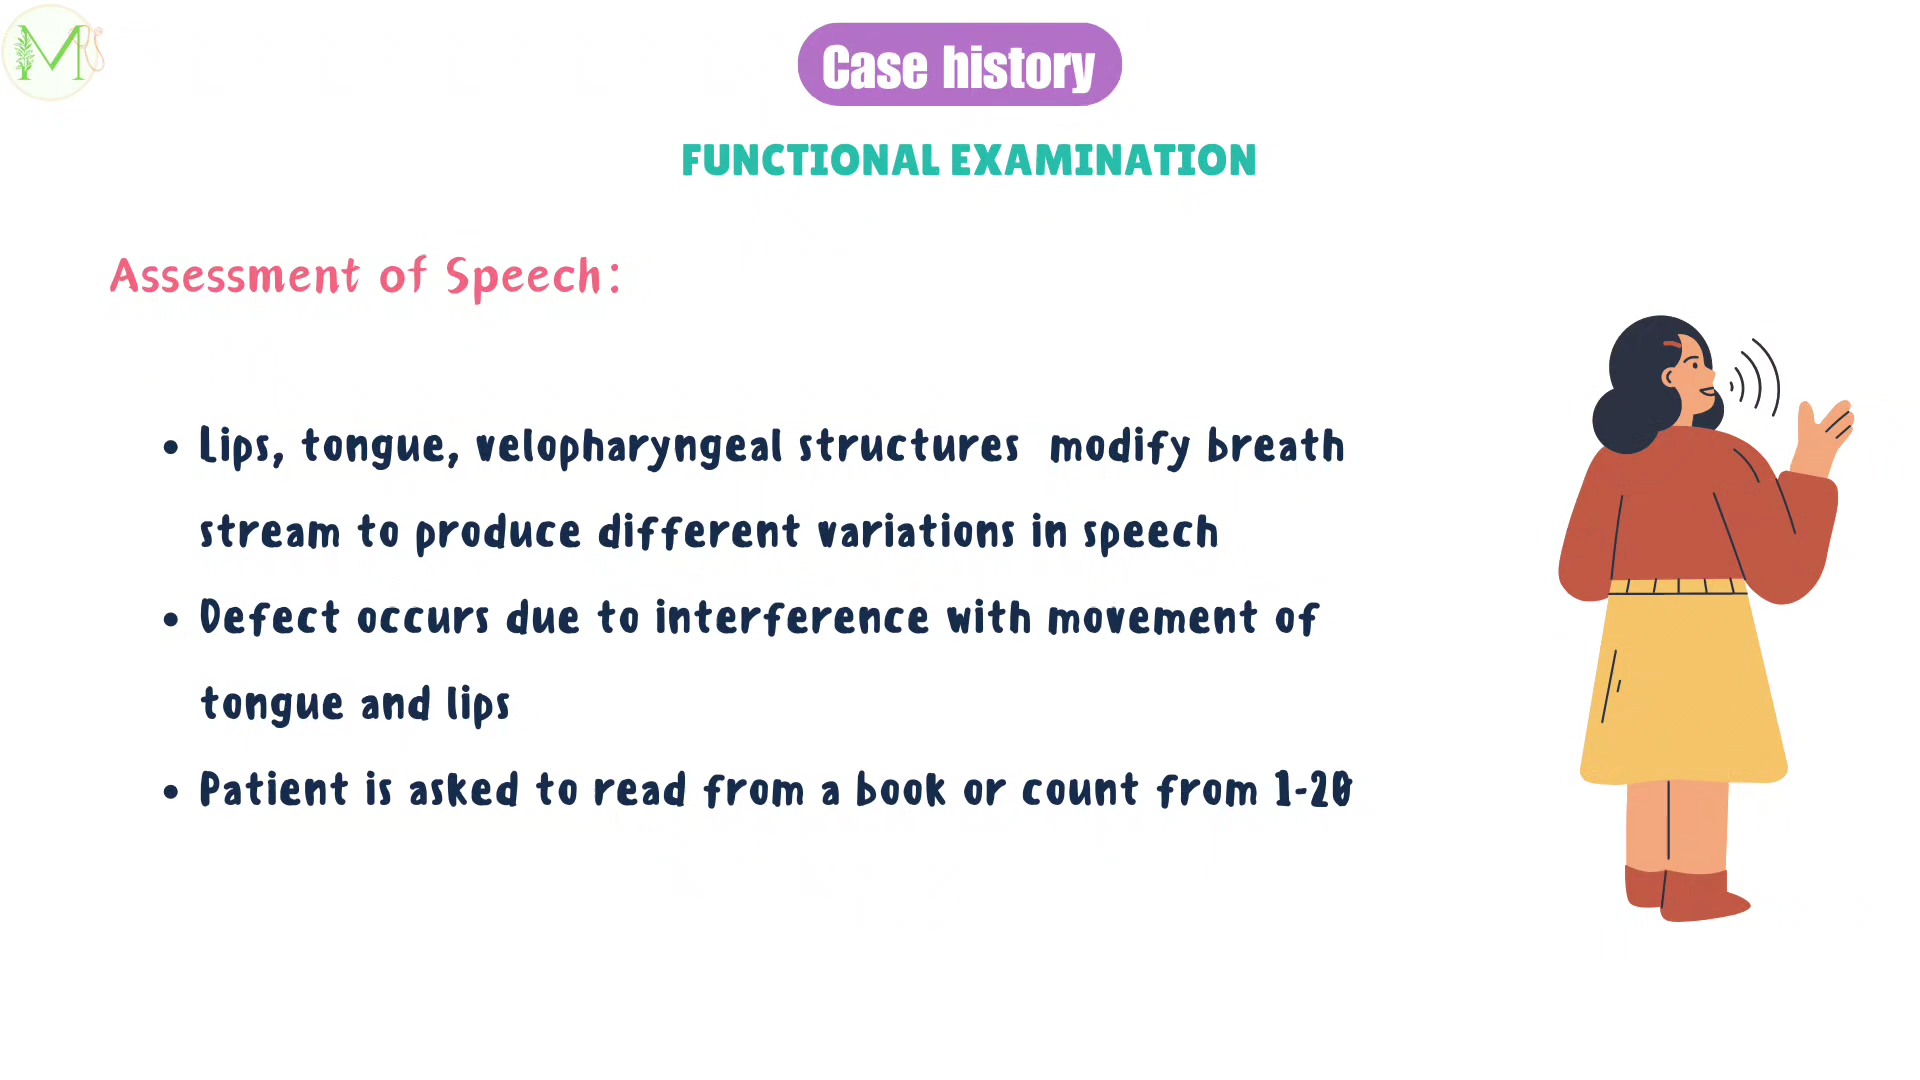 M
Case history
FUNCTIONAL EXAMINATION
Assessment of Speech:
• Lips, tongue, velopharyngeal structures modify breath
stream to produce different variations in speech
• Defect occurs due to interference with movement of
tongue and lips
• Patient is asked to read from a book or count from 1-20